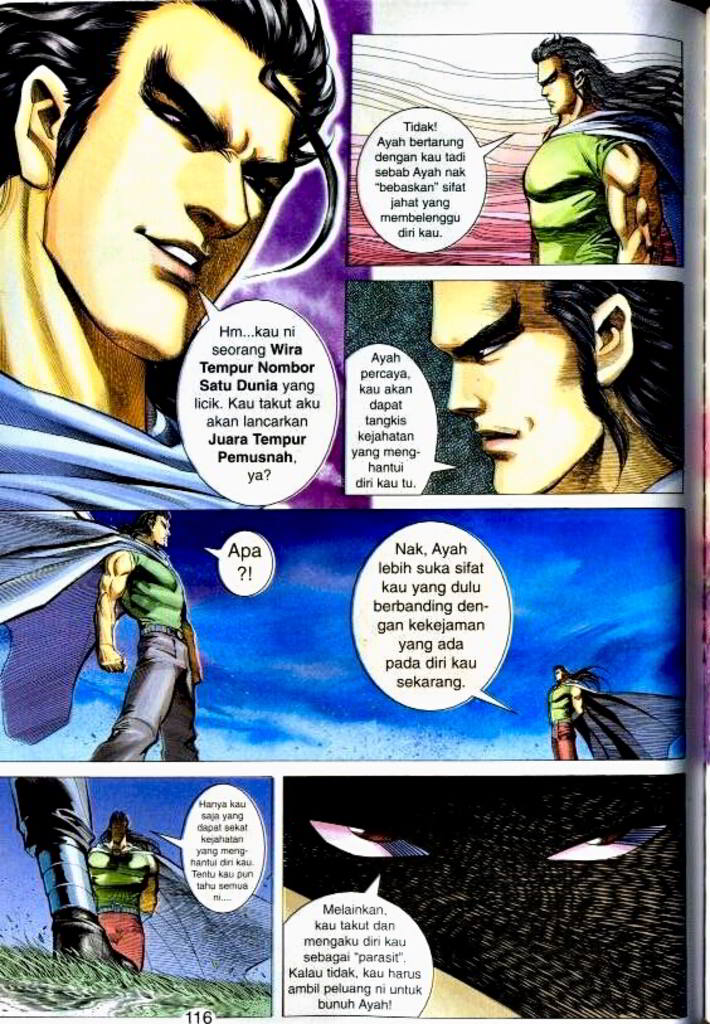 Hm...kau ni
seorang Wira
Tempur Nombor
Satu Dunia yang
licik. Kau takut aku
akan lancarkan
Juara Tempur
Pemusnah,
ya?
Tidak!
Ayah bertarung
dengan kau tadi
sebab Ayah nak
"bebaskan" sifat
jahat yang
membelenggu
diri kau.
Ayah
percaya,
kau akan
dapat
tangkis
kejahatan
yang meng-
hantui
diri kau tu.
Apa
?!
Nak, Ayah
lebih suka sifat
kau yang dulu
berbanding den-
gan kekejaman
yang ada
pada diri kau
sekarang.
Hanya kau
saja yang
dapat sekat
kejahatan
yang meng-
hantui diri kau.
Tentu kau pun
tahu semua
ni....
Melainkan,
kau takut dan
mengaku diri kau
sebagai "parasit".
Kalau tidak, kau harus
ambil peluang ni untuk
bunuh Ayah!
116